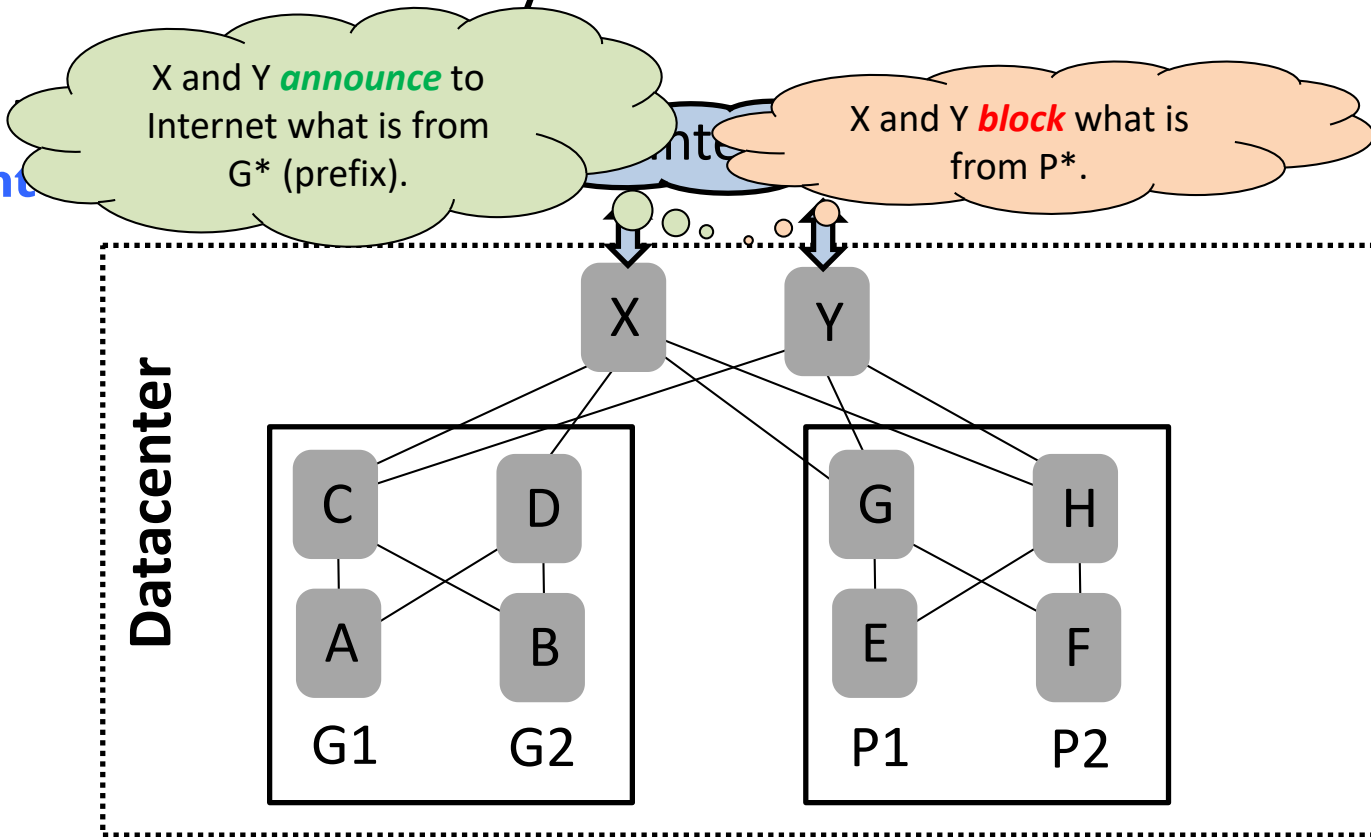 X and Y announce to
Internet what is from
G* (prefix).
X and Y block what is
from P*.
X
Y
Datacenter
C
D
G
H
A
B
E
F
G1
G2
P1
P2